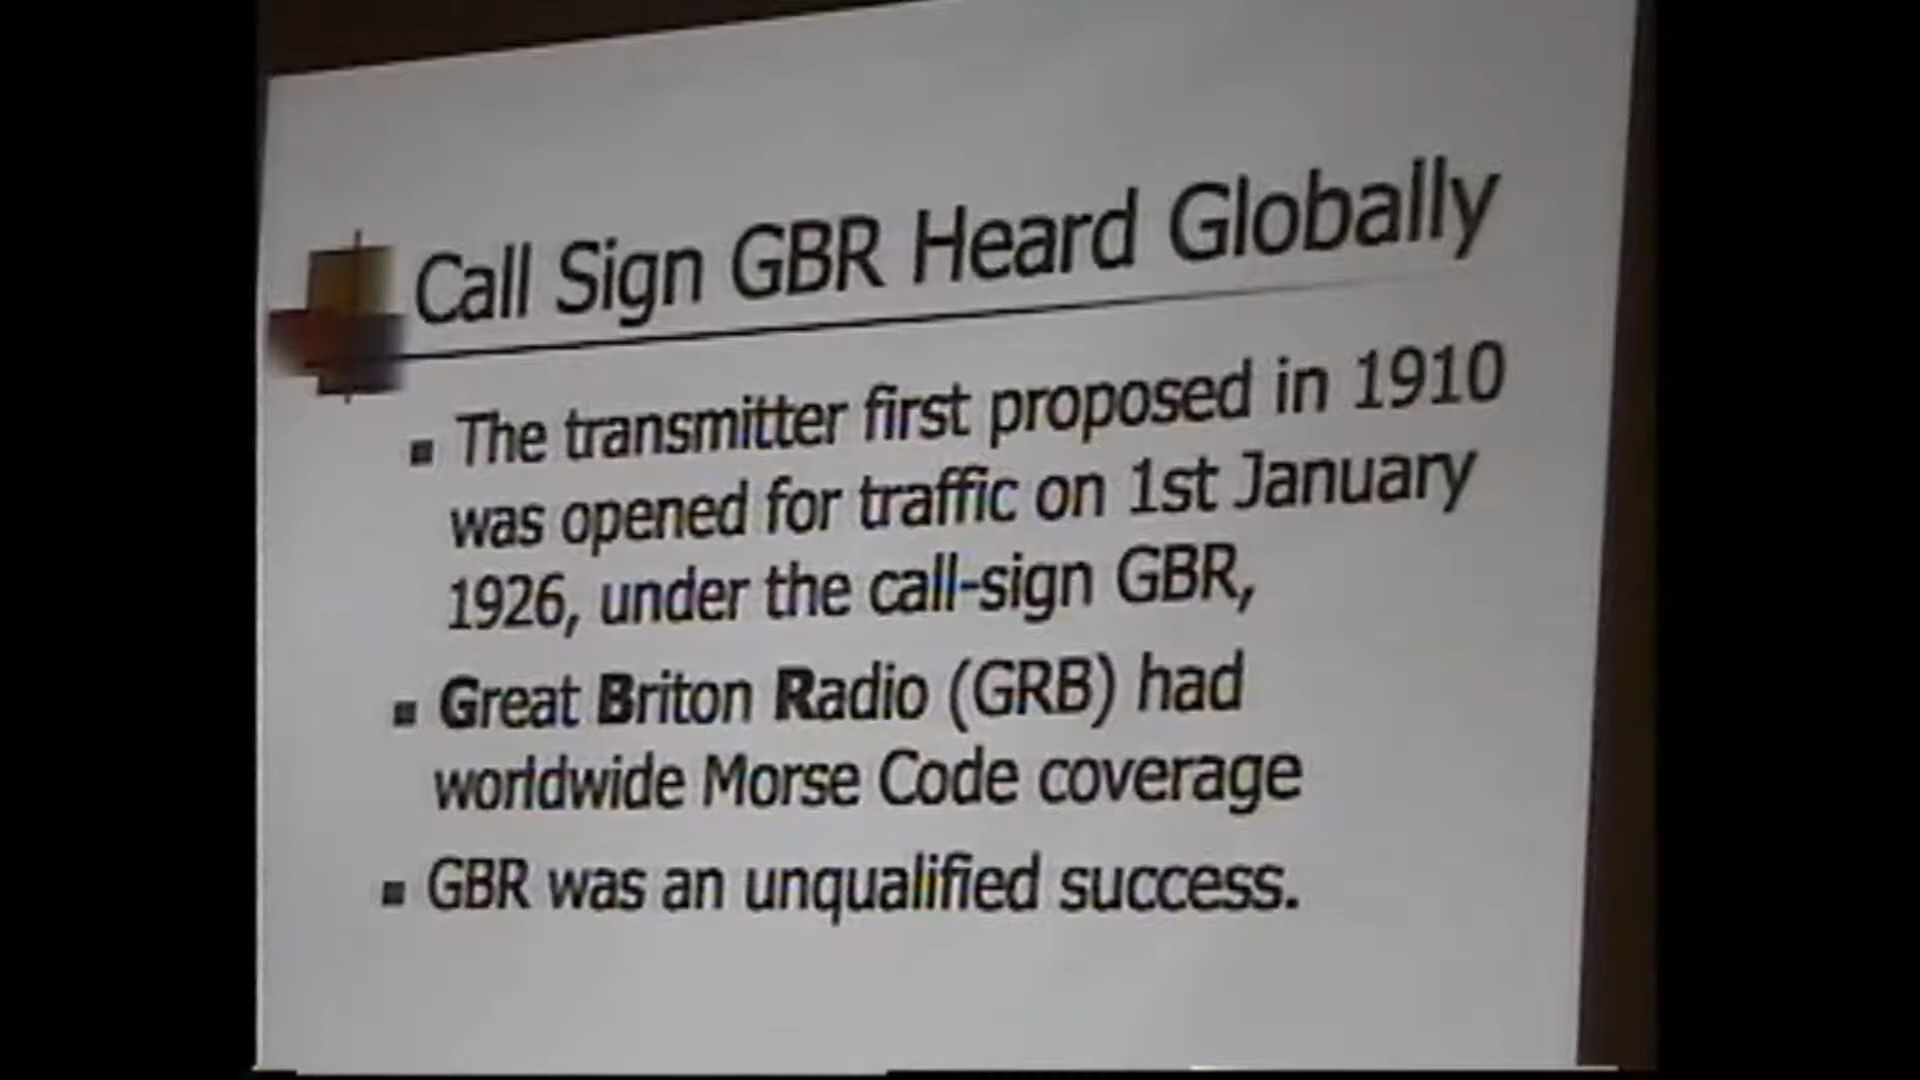 Call Sign GBR Heard Globally
▪ The transmitter first proposed in 1910
was opened for traffic on 1st January
1926, under the call-sign GBR,
▪ Great Briton Radio (GRB) had
worldwide Morse Code coverage
▪ GBR was an unqualified success.